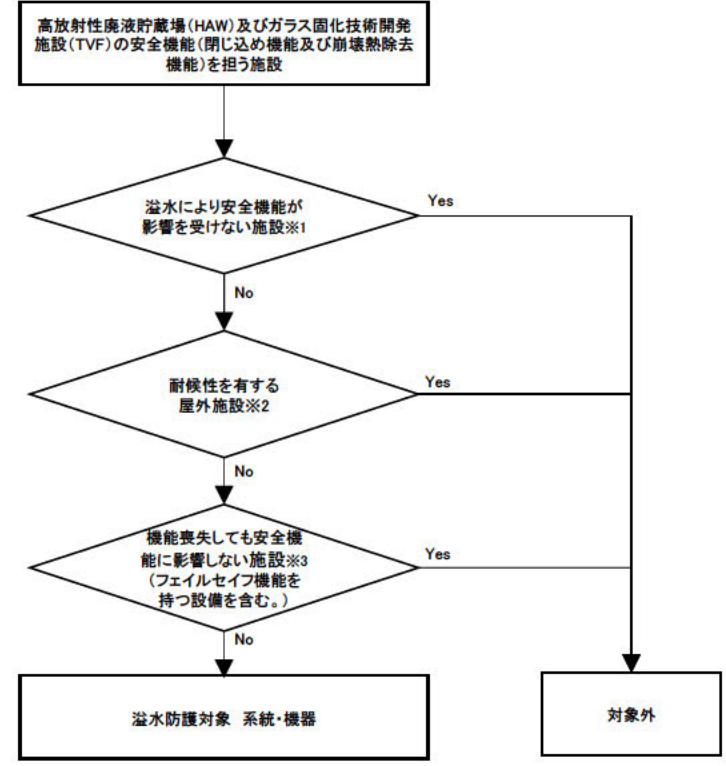 高放射性廃液貯蔵場(HAW)及びガラス固化技術開発
施設(TVF)の安全機能(閉じ込め機能及び崩壊熱除去
機能)を担う施設
溢水により安全機能が
影響を受けない施設※1
Yes
No
耐候性を有する
屋外施設※2
Yes
No
機能喪失しても安全機
能に影響しない施設※3
(フェイルセイフ機能を
持つ設備を含む。)
Yes
No
溢水防護対象 系統・機器
対象外